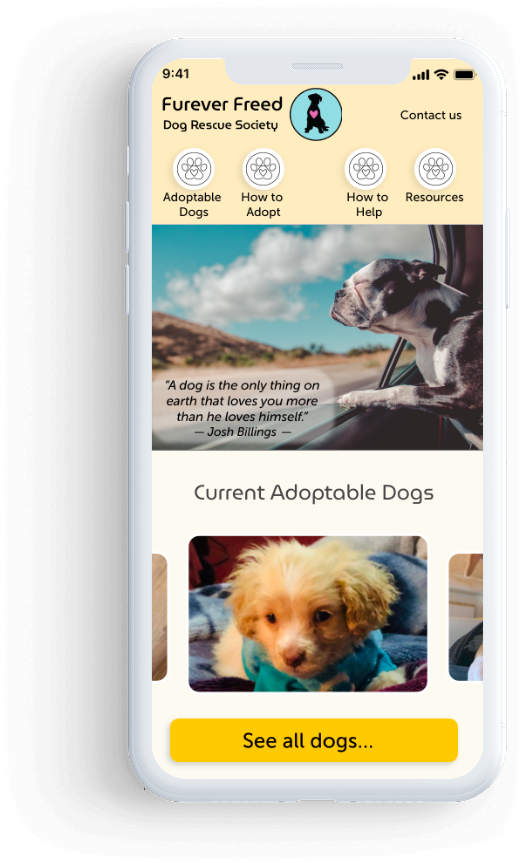 9:41
Furever Freed
Dog Rescue Society
Contact us
Adoptable
Dogs
How to
Adopt
How to
Help
Resources
"A dog is the only thing on
earth that loves you more
than he loves himself."
— Josh Billings —
Current Adoptable Dogs
See all dogs...